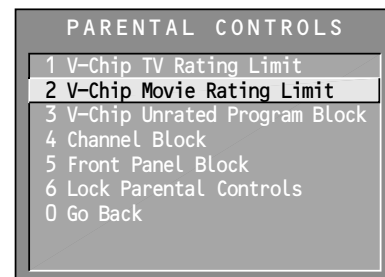 PARENTAL CONTROLS
1 V-Chip TV Rating Limit
2 V-Chip Movie Rating Limit
3 V-Chip Unrated Program Block
4 Channel Block
5 Front Panel Block
6 Lock Parental Controls
0 Go Back